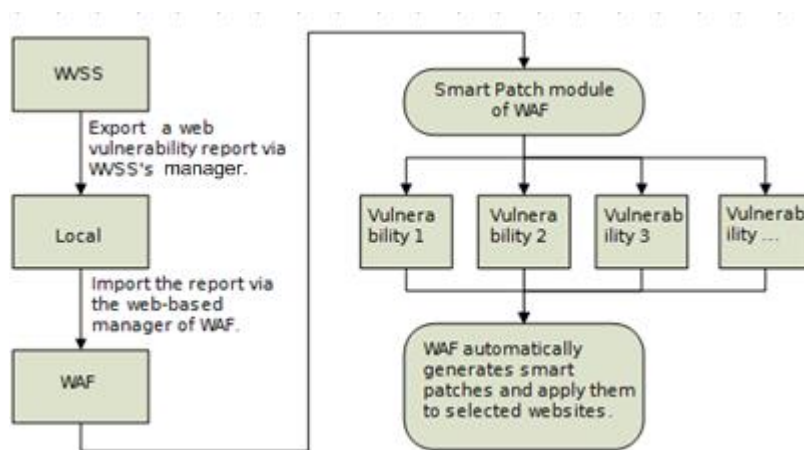 WVSS
Export a web
vulnerability report via
WVSS's manager.
Local
Import the report via
the web-based
manager of WAF.
WAF
Smart Patch module
of WAF
Vulnera
bility 1
Vulnera
bility 2
Vulnerab
ility 3
Vulnerab
ility ...
WAF automatically
generates smart
patches and apply them
to selected websites.